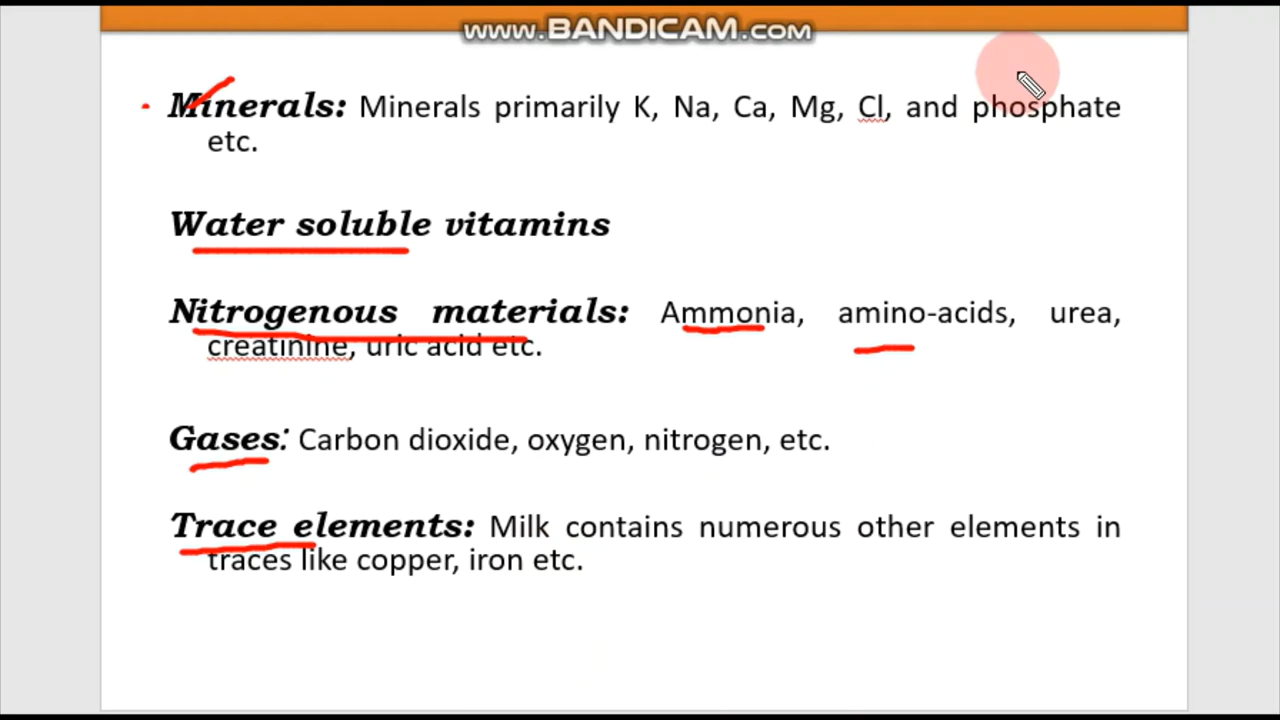 www.BANDICAM.com
Minerals: Minerals primarily K, Na, Ca, Mg, Cl, and phosphate
etc.
Water soluble vitamins
Nitrogenous materials: Ammonia, amino-acids, urea,
creatinine, uric acid etc.
Gases: Carbon dioxide, oxygen, nitrogen, etc.
Trace elements: Milk contains numerous other elements in
traces like copper, iron etc.